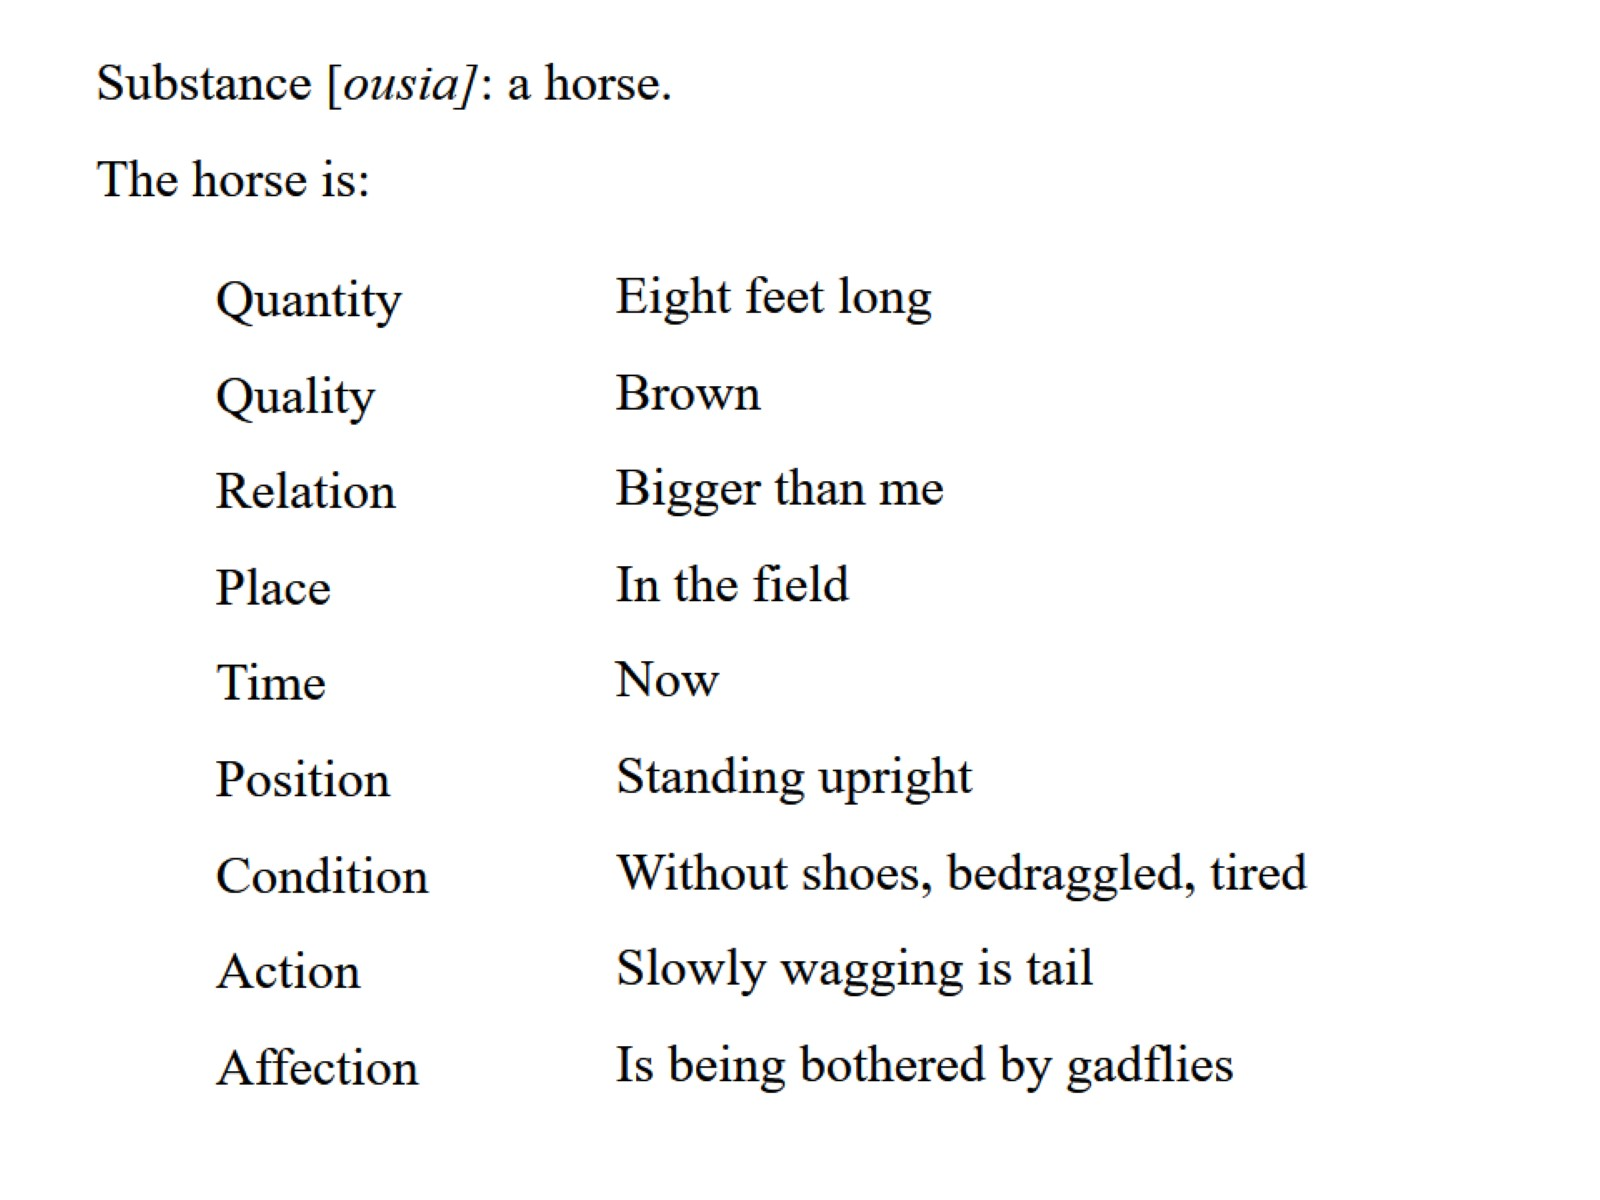 Substance [ousia]: a horse.
The horse is:
Quantity Eight feet long
Quality Brown
Relation Bigger than me
Place In the field
Time Now
Position Standing upright
Condition Without shoes, bedraggled, tired
Action Slowly wagging is tail
Affection Is being bothered by gadflies